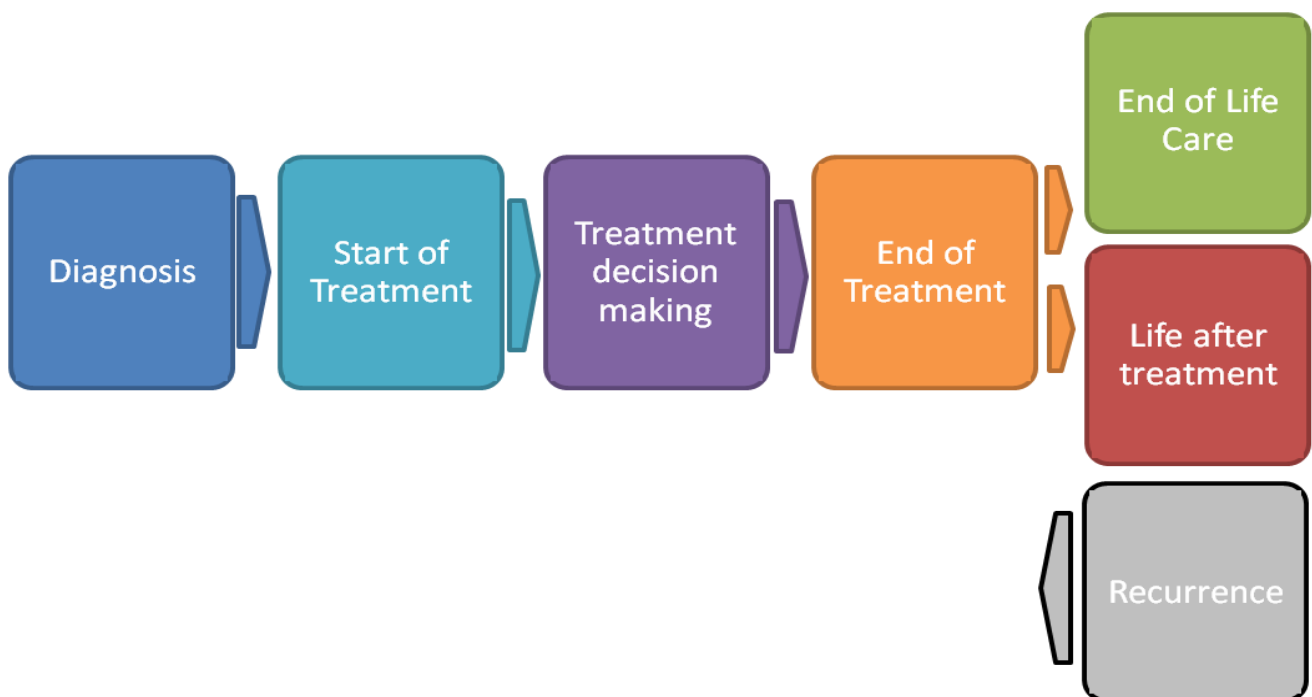 Diagnosis
Start of
Treatment
Treatment
decision
making
End of
Treatment
End of Life
Care
Life after
treatment
Recurrence